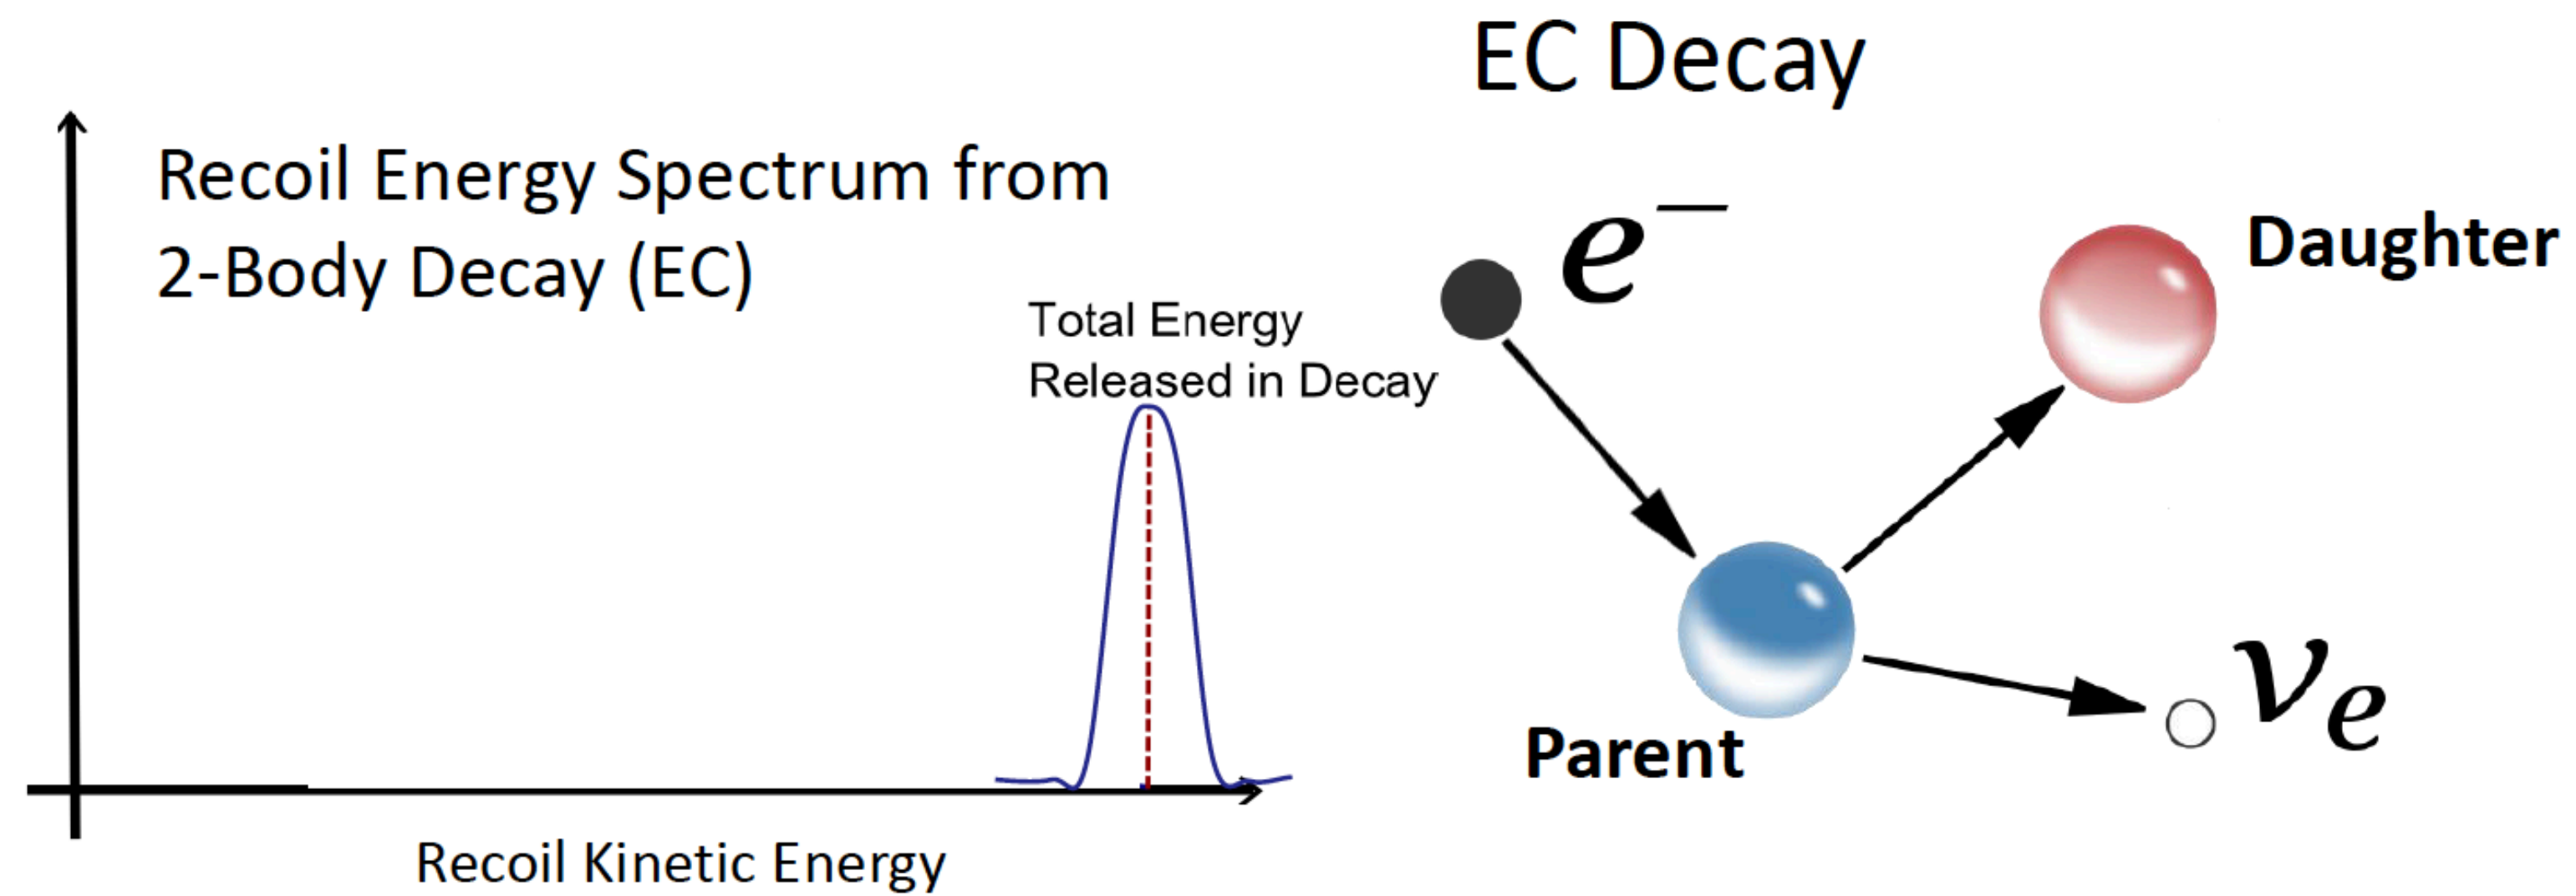 EC Decay
Recoil Energy Spectrum from
2-Body Decay (EC)
Total Energy
Released in Decay
Recoil Kinetic Energy
e⁻
Daughter
Parent
νₑ